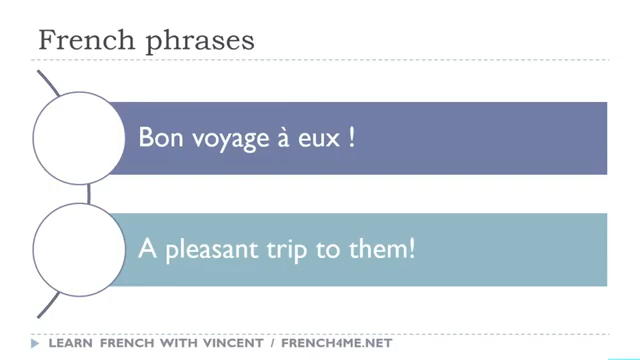 French phrases
Bon voyage à eux !
A pleasant trip to them!
LEARN FRENCH WITH VINCENT / FRENCH4ME.NET